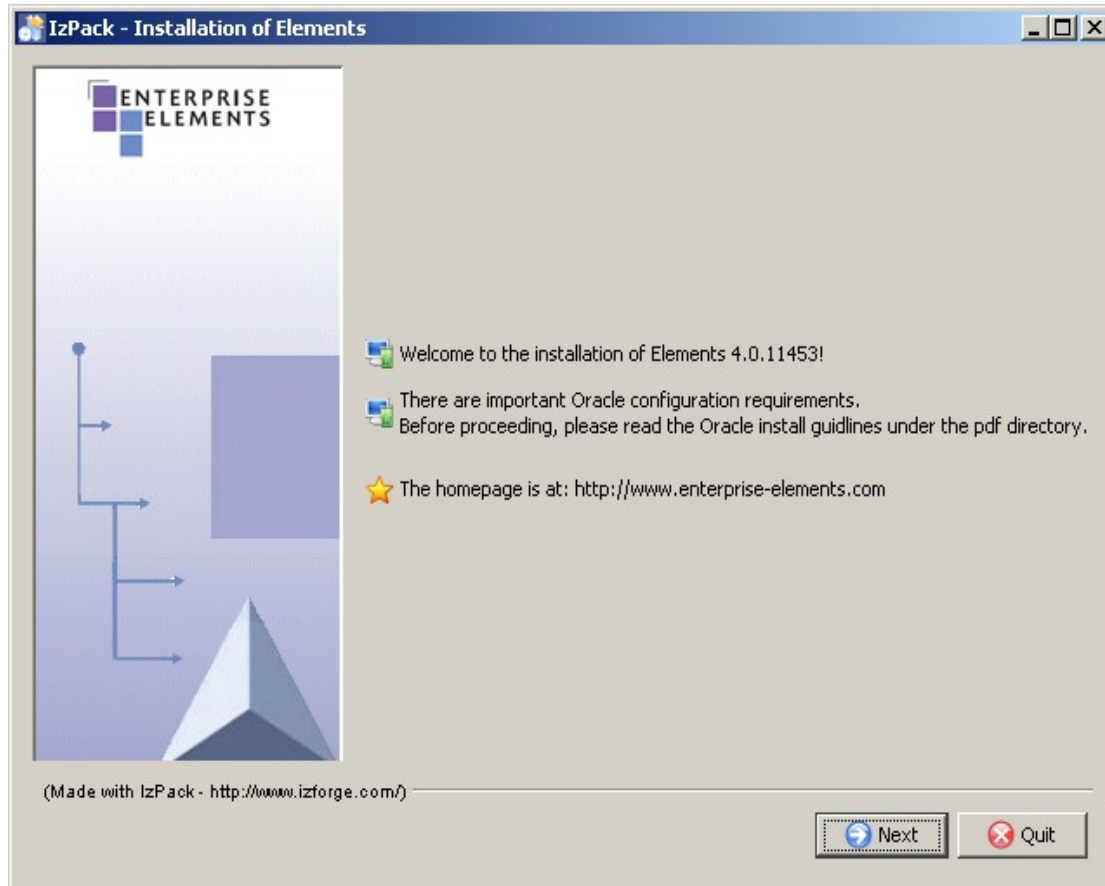 IzPack - Installation of Elements
ENTERPRISE
ELEMENTS
Welcome to the installation of Elements 4.0.11453!
There are important Oracle configuration requirements.
Before proceeding, please read the Oracle install guidlines under the pdf directory.
The homepage is at: http://www.enterprise-elements.com
(Made with IzPack - http://www.izforge.com/)
Next
Quit